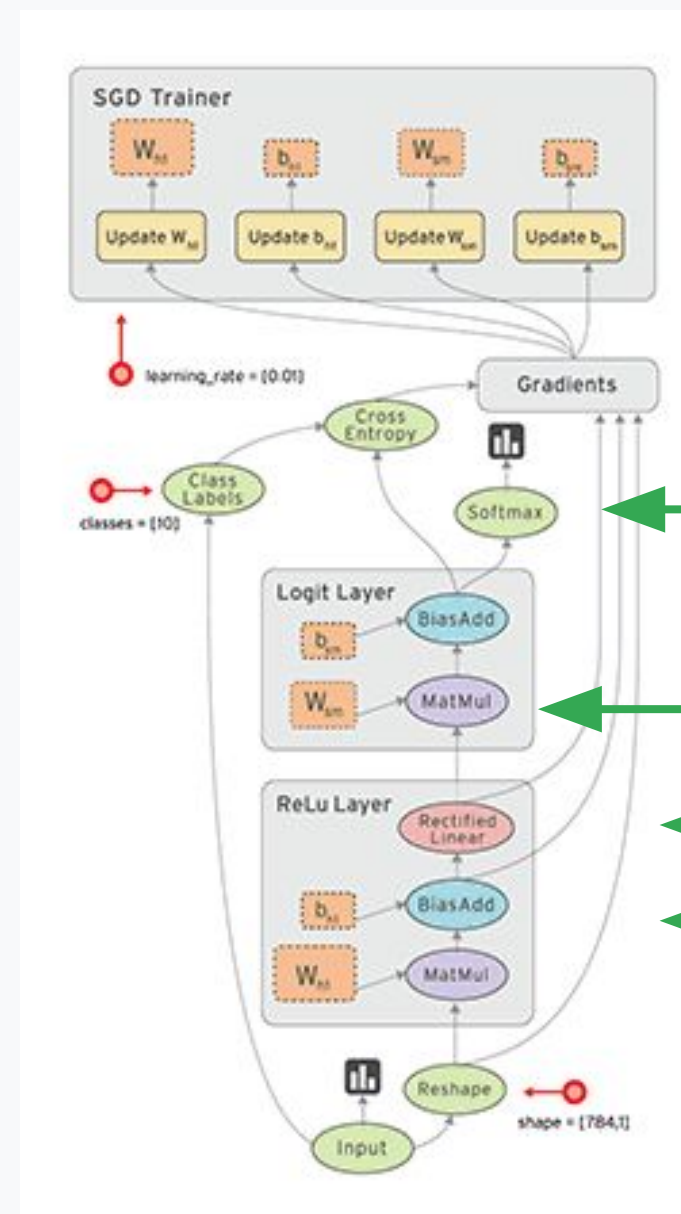 SGD Trainer
W
b
W
b
Update W
Update b
Update W
Update b
learning_rate = [0.01]
Gradients
Cross
Entropy
Class
Labels
classes = [10]
Softmax
Logit Layer
BiasAdd
b
W sm
MatMul
ReLu Layer
Rectified
Linear
b
BiasAdd
W
MatMul
Reshape
shape = [784,1]
Input